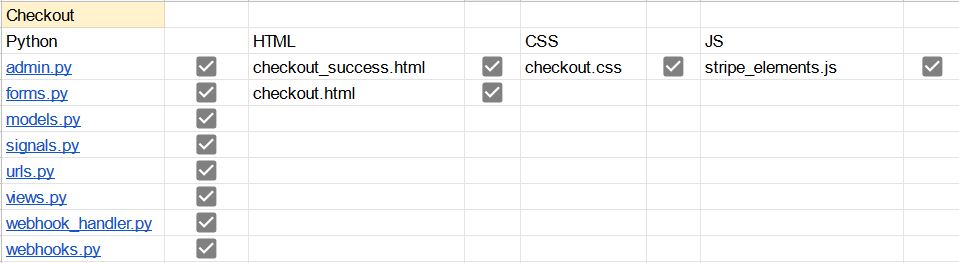 Checkout
Python HTML CSS JS
admin.py checkout_success.html checkout.css stripe_elements.js
forms.py checkout.html
models.py
signals.py
urls.py
views.py
webhook_handler.py
webhooks.py